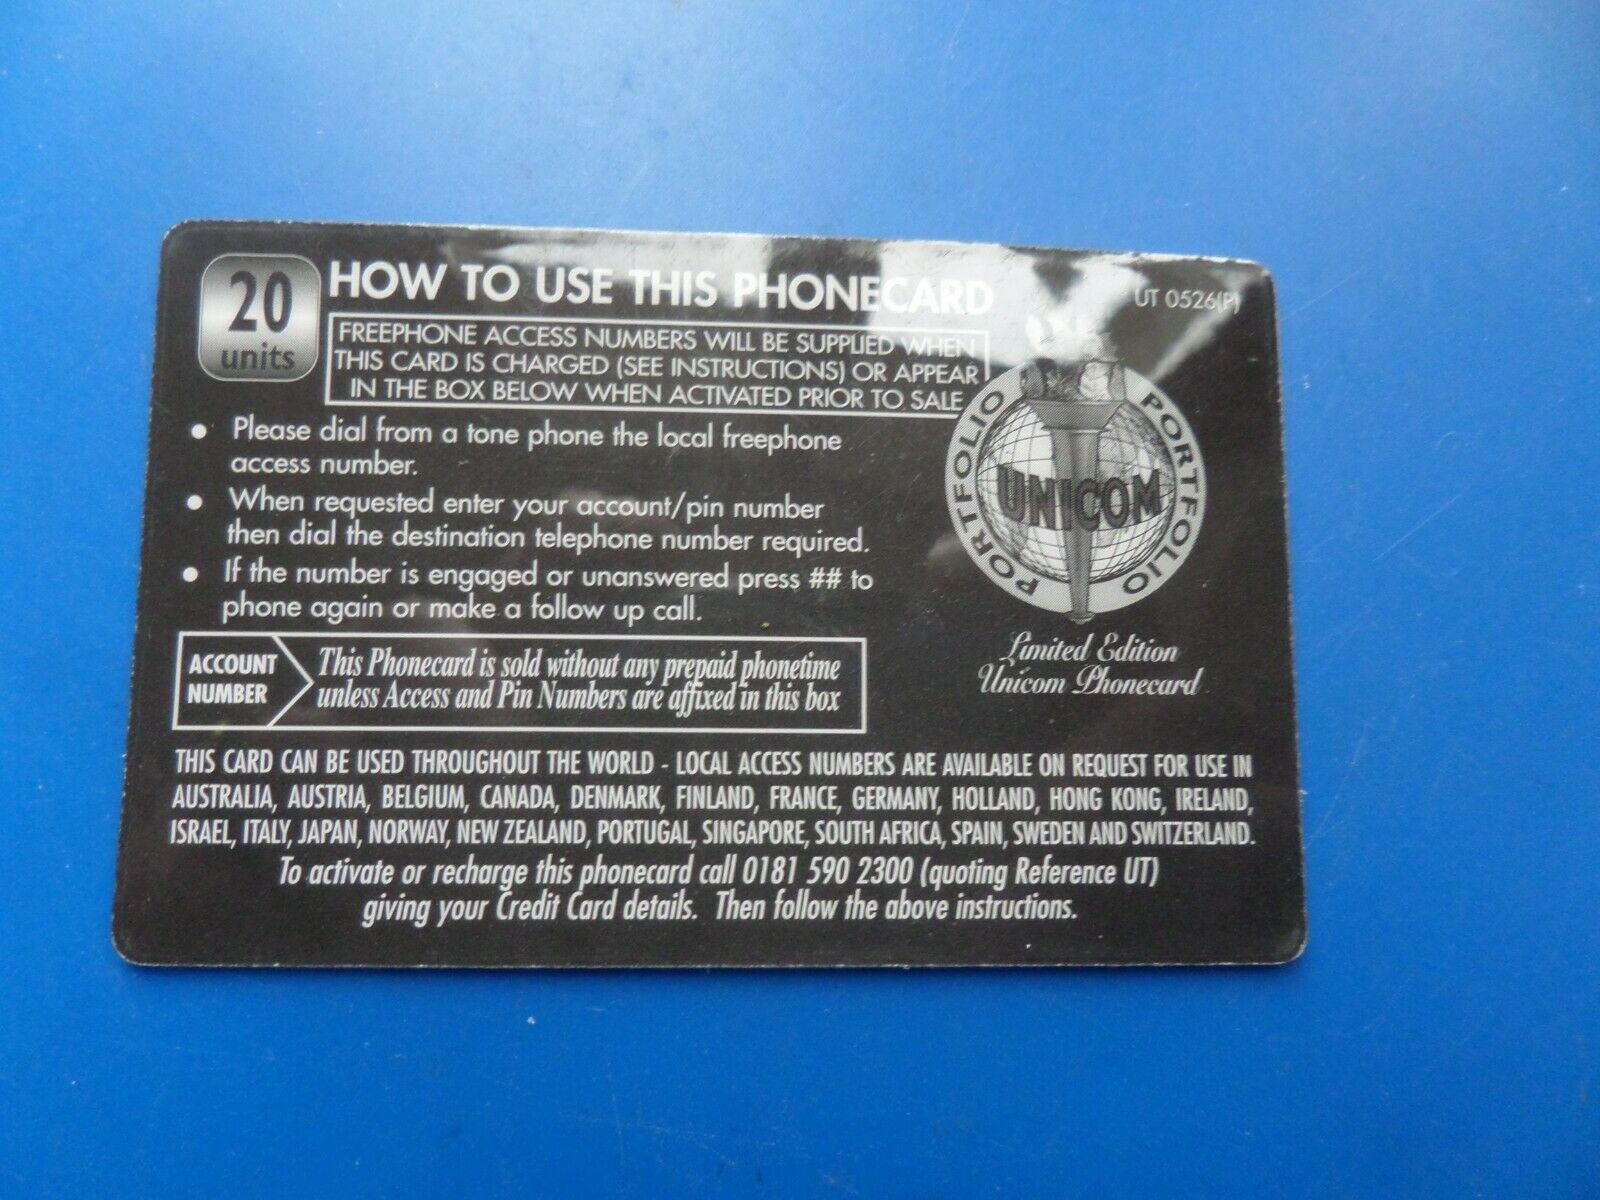 20
units
HOW TO USE THIS PHONECARD
UT 0526(P)
FREEPHONE ACCESS NUMBERS WILL BE SUPPLIED WHEN
THIS CARD IS CHARGED (SEE INSTRUCTIONS) OR APPEAR
IN THE BOX BELOW WHEN ACTIVATED PRIOR TO SALE
• Please dial from a tone phone the local freephone
access number.
• When requested enter your account/pin number
then dial the destination telephone number required.
• If the number is engaged or unanswered press ## to
phone again or make a follow up call.
PORTFOLIO PORTFOLIO
UNICOM
Limited Edition
Unicom Phonecard
ACCOUNT
NUMBER
This Phonecard is sold without any prepaid phonetime
unless Access and Pin Numbers are affixed in this box
THIS CARD CAN BE USED THROUGHOUT THE WORLD - LOCAL ACCESS NUMBERS ARE AVAILABLE ON REQUEST FOR USE IN
AUSTRALIA, AUSTRIA, BELGIUM, CANADA, DENMARK, FINLAND, FRANCE, GERMANY, HOLLAND, HONG KONG, IRELAND,
ISRAEL, ITALY, JAPAN, NORWAY, NEW ZEALAND, PORTUGAL, SINGAPORE, SOUTH AFRICA, SPAIN, SWEDEN AND SWITZERLAND.
To activate or recharge this phonecard call 0181 590 2300 (quoting Reference UT)
giving your Credit Card details. Then follow the above instructions.